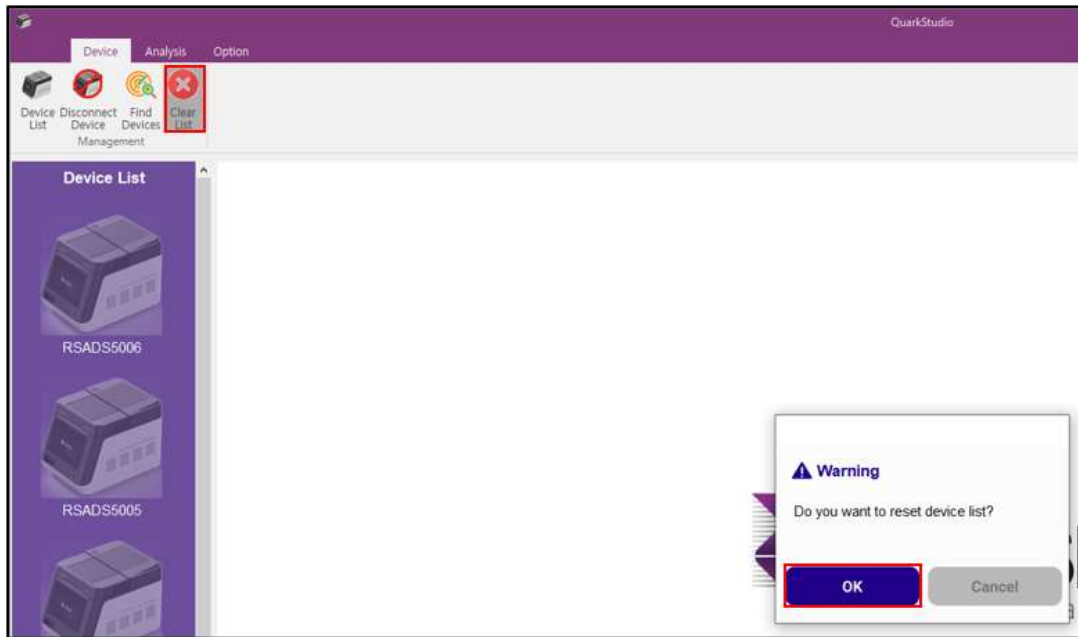 QuarkStudio
Device Analysis Option
Device List
Disconnect Device
Find Devices
Clear List
Management
Device List
RSADS5006
RSADS5005
Warning
Do you want to reset device list?
OK Cancel